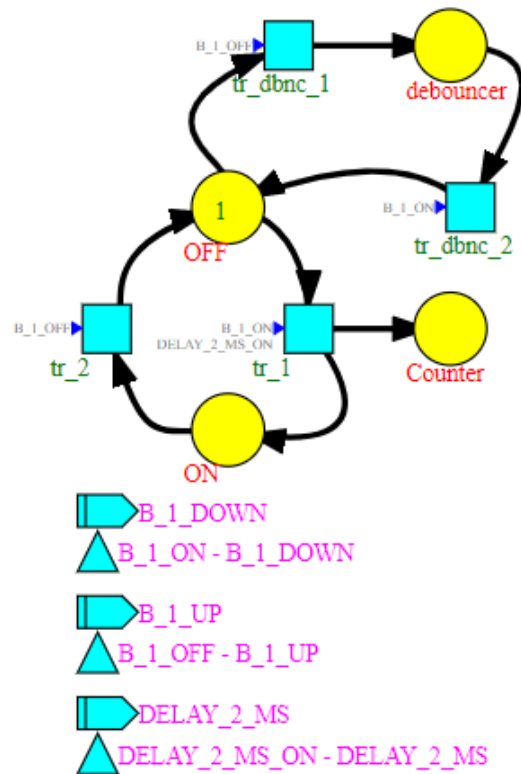 B_1_OFF
tr_dbnc_1
debouncer
1
OFF
B_1_ON
tr_dbnc_2
B_1_OFF
tr_2
B_1_ON
DELAY_2_MS_ON
tr_1
Counter
ON
B_1_DOWN
B_1_ON - B_1_DOWN
B_1_UP
B_1_OFF - B_1_UP
DELAY_2_MS
DELAY_2_MS_ON - DELAY_2_MS